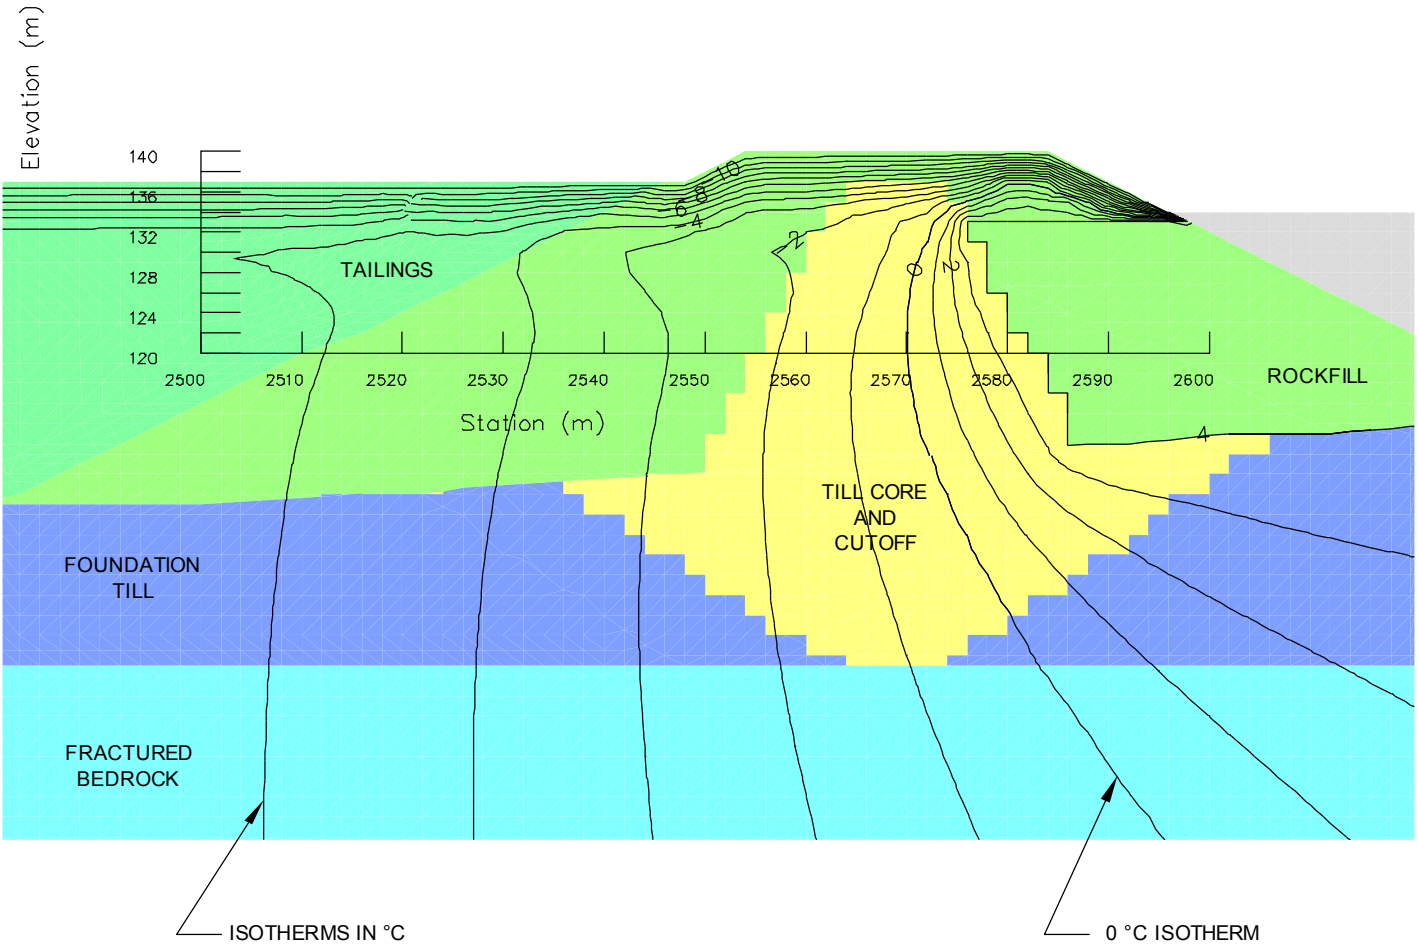 Elevation (m)
140
136
132
128
124
120
-10
-8
-6
-4
-2
0
2
TAILINGS
2500 2510 2520 2530 2540 2550 2560 2570 2580 2590 2600
ROCKFILL
Station (m)
4
TILL CORE
AND
CUTOFF
FOUNDATION
TILL
FRACTURED
BEDROCK
ISOTHERMS IN °C
0 °C ISOTHERM